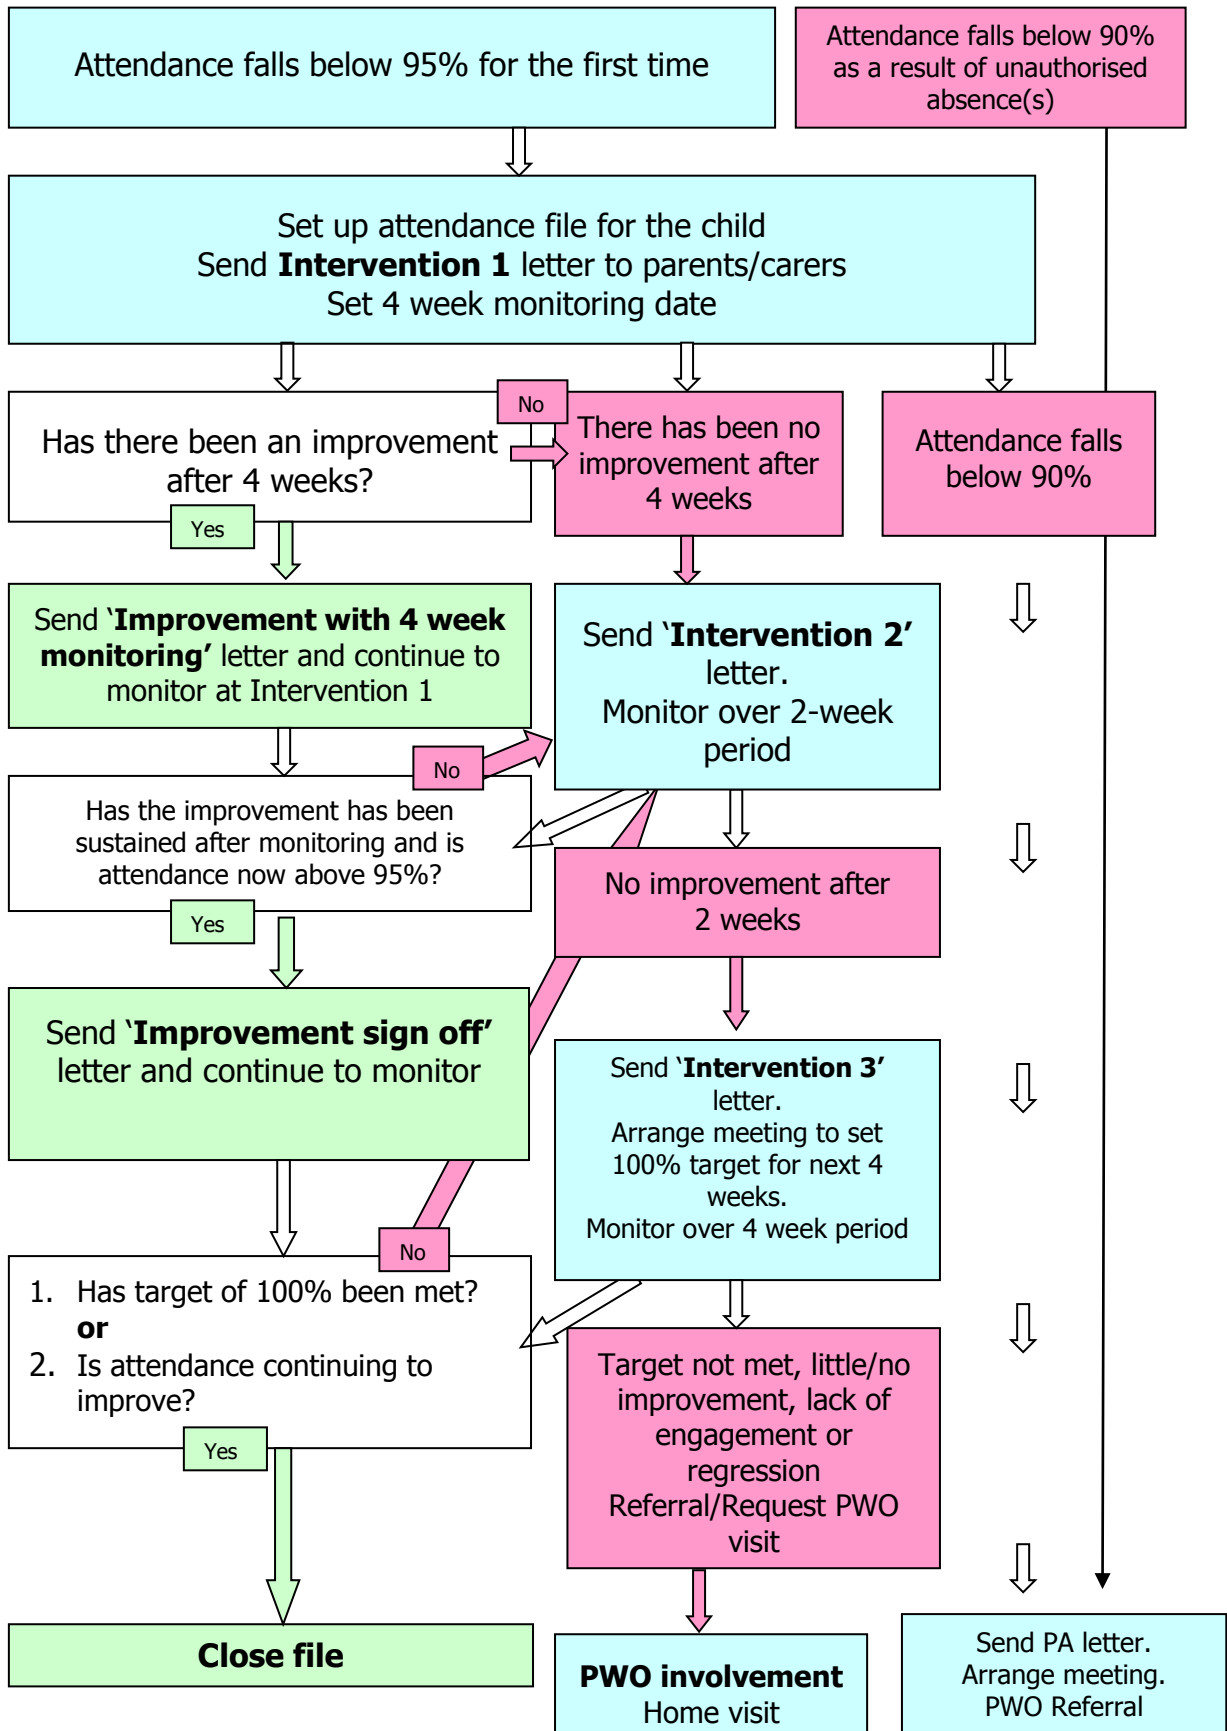 Attendance falls below 95% for the first time
Attendance falls below 90%
as a result of unauthorised
absence(s)
Set up attendance file for the child
Send Intervention 1 letter to parents/carers
Set 4 week monitoring date
Has there been an improvement
after 4 weeks?
No
Yes
There has been no
improvement after
4 weeks
Attendance falls
below 90%
Send ‘Improvement with 4 week
monitoring’ letter and continue to
monitor at Intervention 1
Send ‘Intervention 2’
letter.
Monitor over 2-week
period
No
Has the improvement has been
sustained after monitoring and is
attendance now above 95%?
Yes
No improvement after
2 weeks
Send ‘Improvement sign off’
letter and continue to monitor
Send ‘Intervention 3’
letter.
Arrange meeting to set
100% target for next 4
weeks.
Monitor over 4 week period
No
1. Has target of 100% been met?
or
2. Is attendance continuing to
improve?
Yes
Target not met, little/no
improvement, lack of
engagement or
regression
Referral/Request PWO
visit
Close file
PWO involvement
Home visit
Send PA letter.
Arrange meeting.
PWO Referral